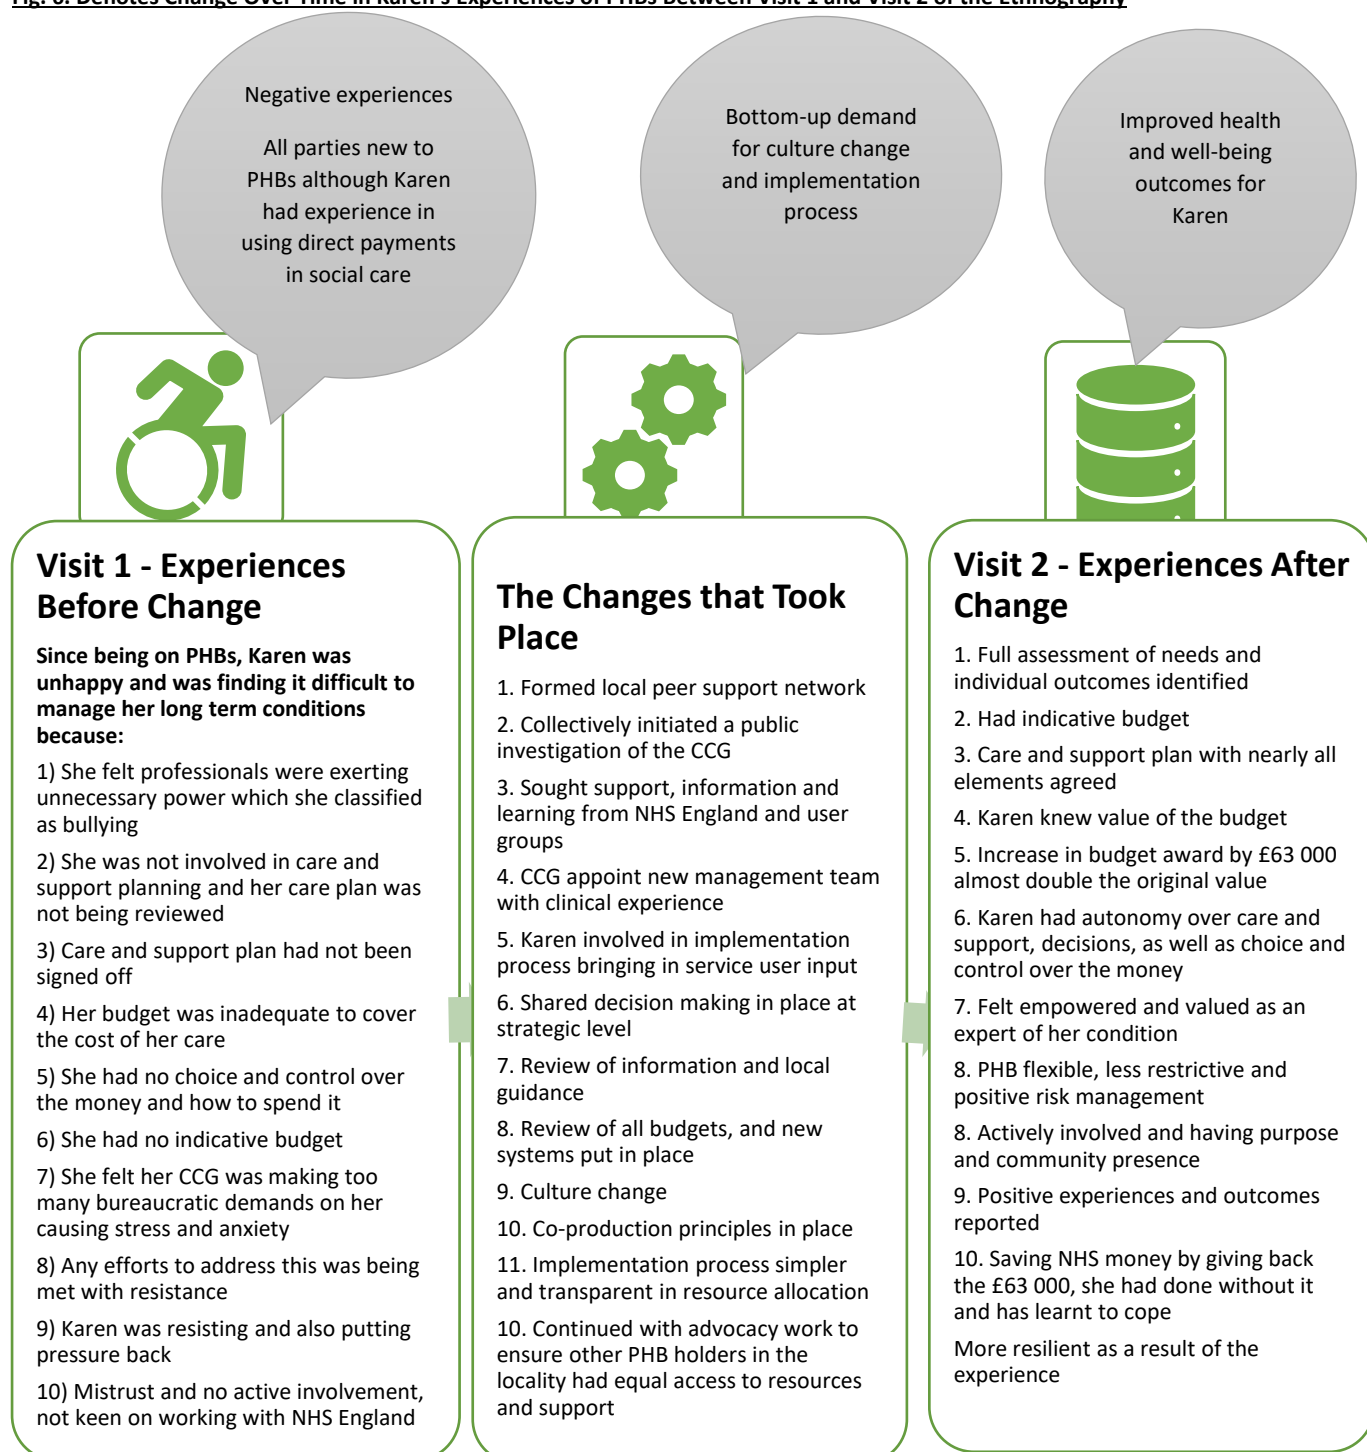 Fig. 6: Denotes Change Over Time in Karen's Experiences of PHBs Between Visit 1 and Visit 2 of the Ethnography
Negative experiences
All parties new to
PHBs although Karen
had experience in
using direct payments
in social care
Bottom-up demand
for culture change
and implementation
process
Improved health
and well-being
outcomes for
Karen
Visit 1 - Experiences
Before Change
Since being on PHBs, Karen was
unhappy and was finding it difficult to
manage her long term conditions
because:
1) She felt professionals were exerting
unnecessary power which she classified
as bullying
2) She was not involved in care and
support planning and her care plan was
not being reviewed
3) Care and support plan had not been
signed off
4) Her budget was inadequate to cover
the cost of her care
5) She had no choice and control over
the money and how to spend it
6) She had no indicative budget
7) She felt her CCG was making too
many bureaucratic demands on her
causing stress and anxiety
8) Any efforts to address this was being
met with resistance
9) Karen was resisting and also putting
pressure back
10) Mistrust and no active involvement,
not keen on working with NHS England
The Changes that Took
Place
1. Formed local peer support network
2. Collectively initiated a public
investigation of the CCG
3. Sought support, information and
learning from NHS England and user
groups
4. CCG appoint new management team
with clinical experience
5. Karen involved in implementation
process bringing in service user input
6. Shared decision making in place at
strategic level
7. Review of information and local
guidance
8. Review of all budgets, and new
systems put in place
9. Culture change
10. Co-production principles in place
11. Implementation process simpler
and transparent in resource allocation
10. Continued with advocacy work to
ensure other PHB holders in the
locality had equal access to resources
and support
Visit 2 - Experiences After
Change
1. Full assessment of needs and
individual outcomes identified
2. Had indicative budget
3. Care and support plan with nearly all
elements agreed
4. Karen knew value of the budget
5. Increase in budget award by £63 000
almost double the original value
6. Karen had autonomy over care and
support, decisions, as well as choice and
control over the money
7. Felt empowered and valued as an
expert of her condition
8. PHB flexible, less restrictive and
positive risk management
8. Actively involved and having purpose
and community presence
9. Positive experiences and outcomes
reported
10. Saving NHS money by giving back
the £63 000, she had done without it
and has learnt to cope
More resilient as a result of the
experience